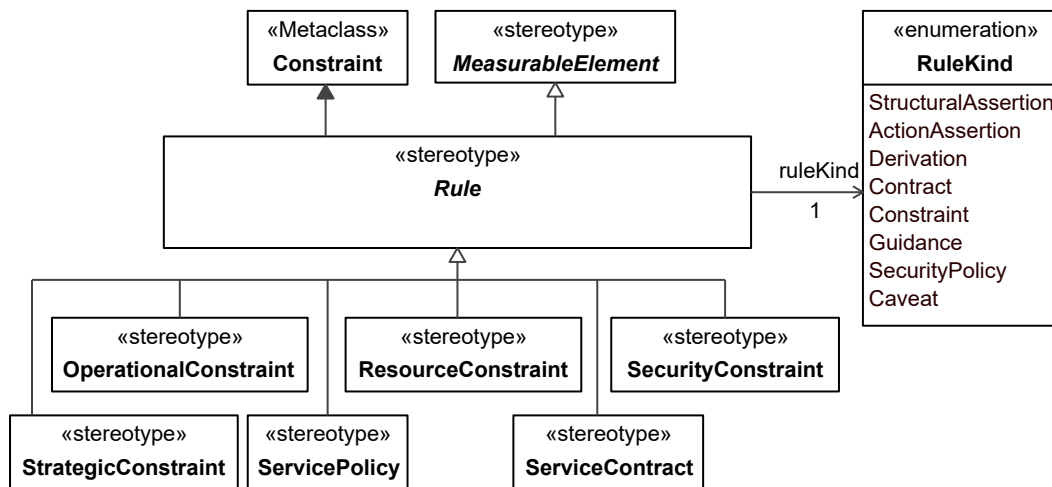 «Metaclass»
Constraint
«stereotype»
MeasurableElement
«enumeration»
RuleKind
StructuralAssertion
ActionAssertion
Derivation
Contract
Constraint
Guidance
SecurityPolicy
Caveat
«stereotype»
Rule
ruleKind
1
«stereotype»
OperationalConstraint
«stereotype»
ResourceConstraint
«stereotype»
SecurityConstraint
«stereotype»
StrategicConstraint
«stereotype»
ServicePolicy
«stereotype»
ServiceContract